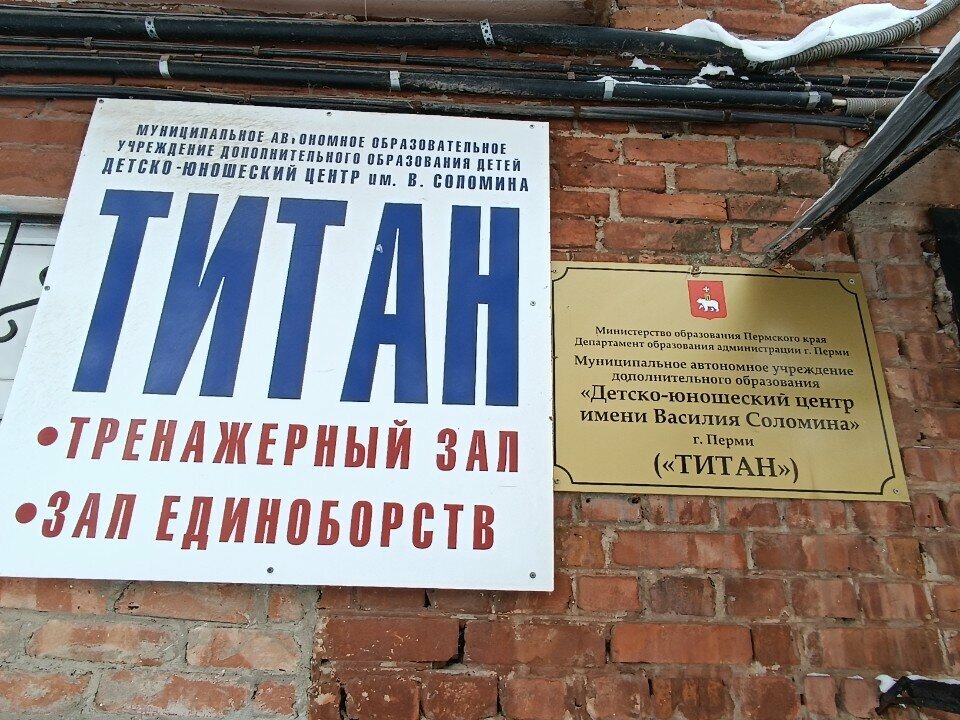 МУНИЦИПАЛЬНОЕ АВТОНОМНОЕ ОБРАЗОВАТЕЛЬНОЕ
УЧРЕЖДЕНИЕ ДОПОЛНИТЕЛЬНОГО ОБРАЗОВАНИЯ ДЕТЕЙ
ДЕТСКО-ЮНОШЕСКИЙ ЦЕНТР им. В. СОЛОМИНА
ТИТАН
•ТРЕНАЖЕРНЫЙ ЗАЛ
•ЗАЛ ЕДИНОБОРСТВ
Министерство образования Пермского края
Департамент образования администрации г. Перми
Муниципальное автономное учреждение
дополнительного образования
«Детско-юношеский центр
имени Василия Соломина»
г. Перми
(«ТИТАН»)